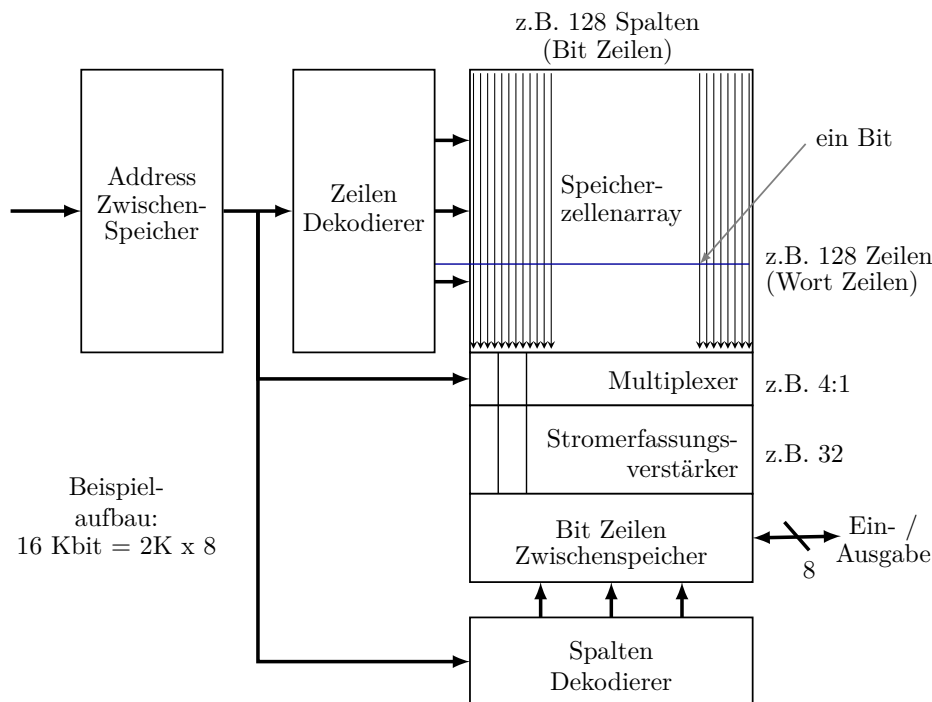 z.B. 128 Spalten
(Bit Zeilen)
Address
Zwischen-
Speicher
Zeilen
Dekodierer
Speicher-
zellenarray
ein Bit
z.B. 128 Zeilen
(Wort Zeilen)
Multiplexer
z.B. 4:1
Stromerfassungs-
verstärker
z.B. 32
Beispiel-
aufbau:
16 Kbit = 2K x 8
Bit Zeilen
Zwischenspeicher
8
Ein- /
Ausgabe
Spalten
Dekodierer